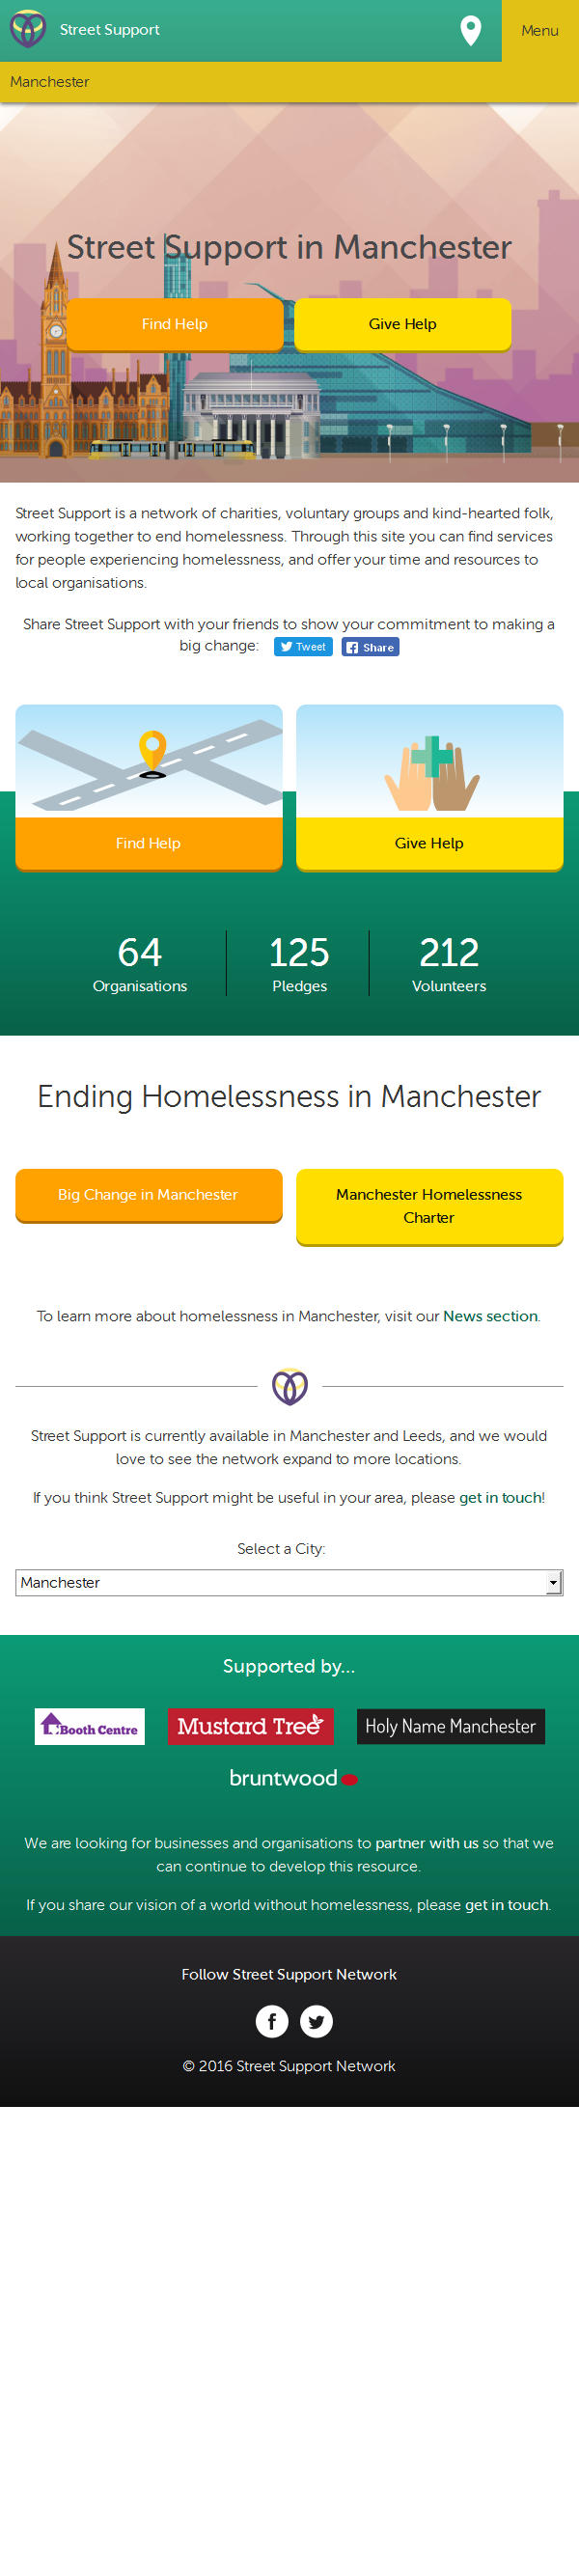 Street Support
Menu
Manchester
Street Support in Manchester
Find Help
Give Help
Street Support is a network of charities, voluntary groups and kind-hearted folk,
working together to end homelessness. Through this site you can find services
for people experiencing homelessness, and offer your time and resources to
local organisations.
Share Street Support with your friends to show your commitment to making a
big change: Tweet Share
Find Help
Give Help
64
Organisations
125
Pledges
212
Volunteers
Ending Homelessness in Manchester
Big Change in Manchester
Manchester Homelessness
Charter
To learn more about homelessness in Manchester, visit our News section.
Street Support is currently available in Manchester and Leeds, and we would
love to see the network expand to more locations.
If you think Street Support might be useful in your area, please get in touch!
Select a City:
Manchester
Supported by...
Booth Centre
Mustard Tree
Holy Name Manchester
bruntwood
We are looking for businesses and organisations to partner with us so that we
can continue to develop this resource.
If you share our vision of a world without homelessness, please get in touch.
Follow Street Support Network
© 2016 Street Support Network